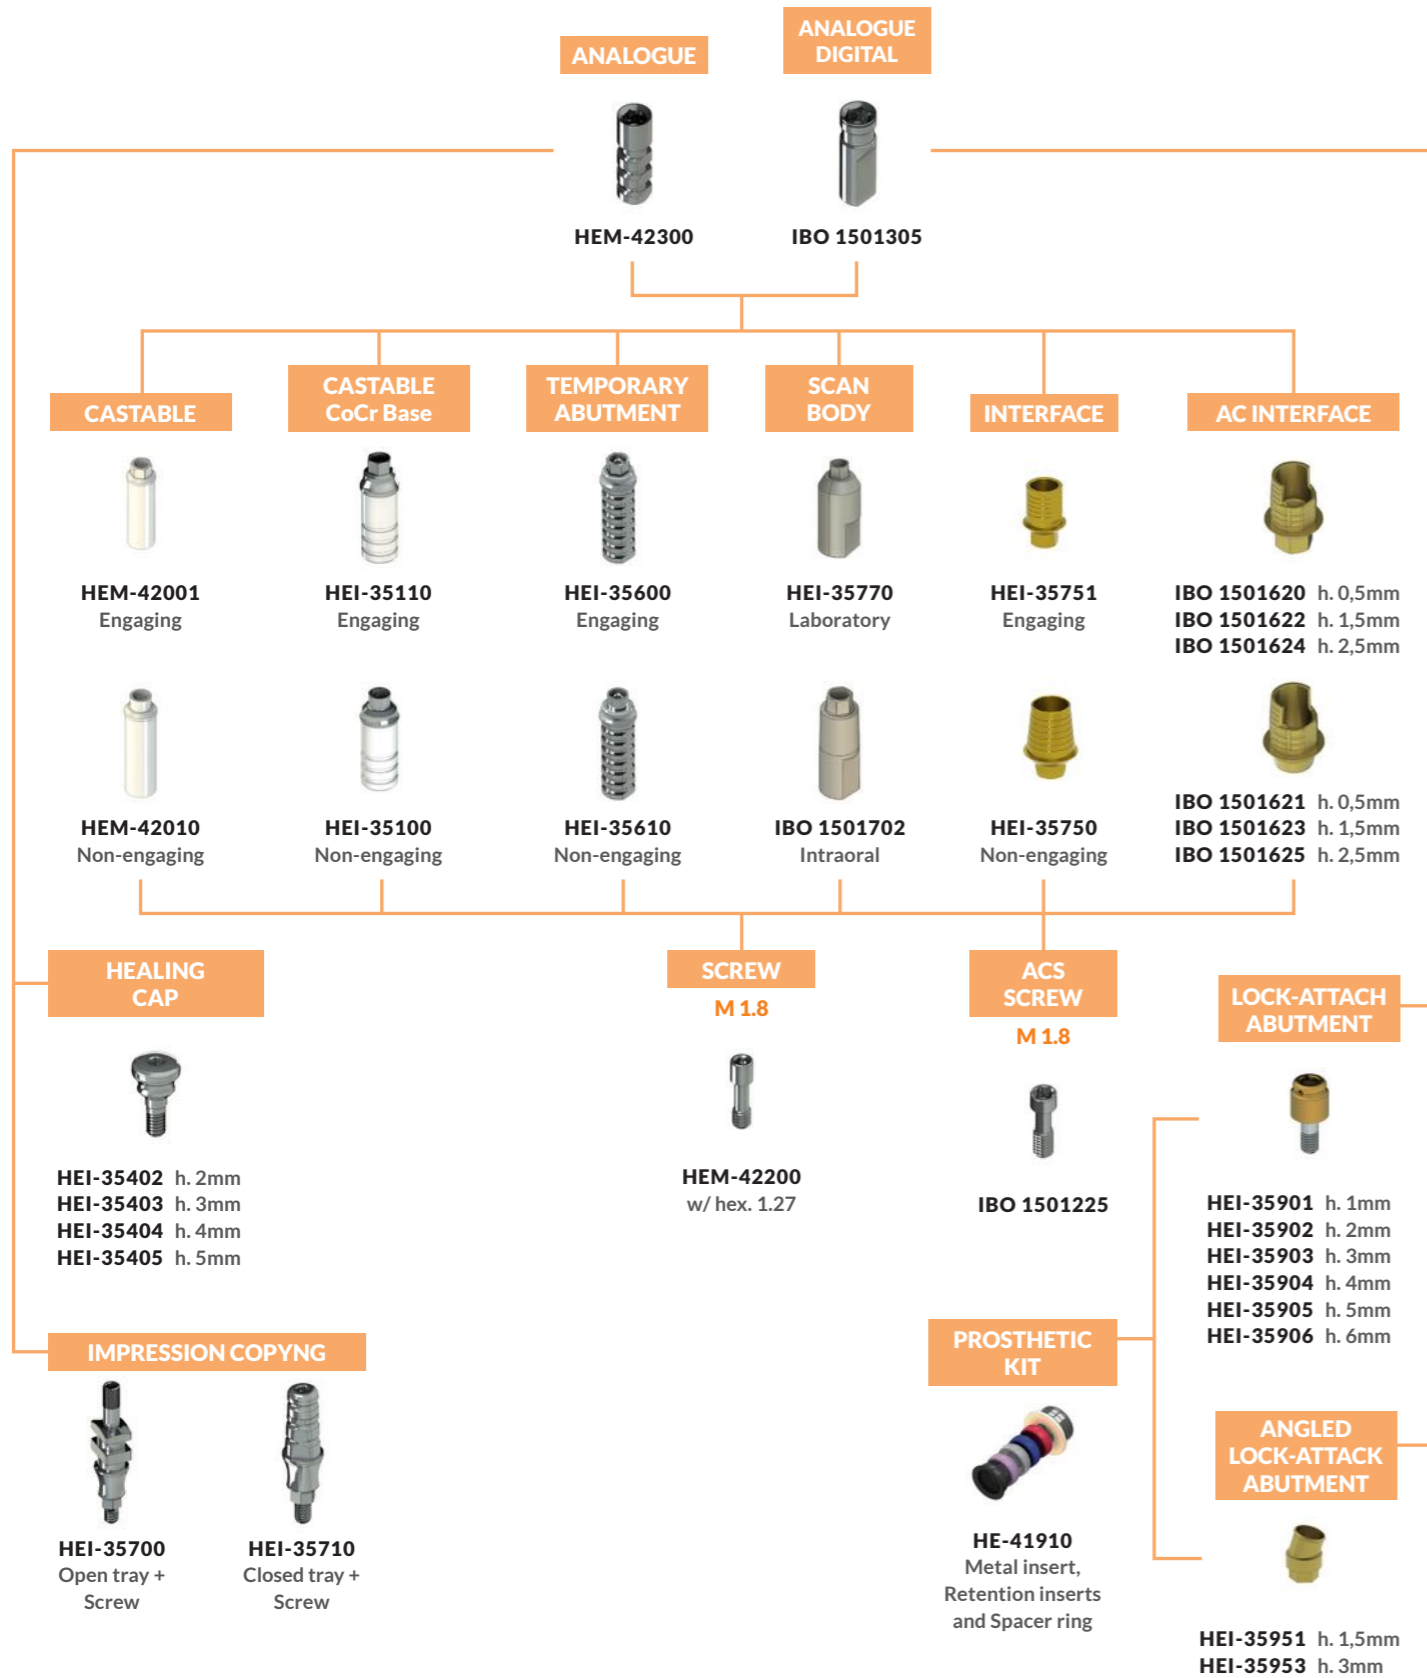 ANALOGUE
ANALOGUE
DIGITAL
HEM-42300
IBO 1501305
CASTABLE
CASTABLE
CoCr Base
TEMPORARY
ABUTMENT
SCAN
BODY
INTERFACE
AC INTERFACE
HEM-42001
Engaging
HEI-35110
Engaging
HEI-35600
Engaging
HEI-35770
Laboratory
HEI-35751
Engaging
IBO 1501620 h. 0,5mm
IBO 1501622 h. 1,5mm
IBO 1501624 h. 2,5mm
HEM-42010
Non-engaging
HEI-35100
Non-engaging
HEI-35610
Non-engaging
IBO 1501702
Intraoral
HEI-35750
Non-engaging
IBO 1501621 h. 0,5mm
IBO 1501623 h. 1,5mm
IBO 1501625 h. 2,5mm
HEALING
CAP
HEI-35402 h. 2mm
HEI-35403 h. 3mm
HEI-35404 h. 4mm
HEI-35405 h. 5mm
SCREW
M 1.8
HEM-42200
w/ hex. 1.27
ACS
SCREW
M 1.8
IBO 1501225
LOCK-ATTACH
ABUTMENT
HEI-35901 h. 1mm
HEI-35902 h. 2mm
HEI-35903 h. 3mm
HEI-35904 h. 4mm
HEI-35905 h. 5mm
HEI-35906 h. 6mm
IMPRESSION COPYNG
HEI-35700
Open tray +
Screw
HEI-35710
Closed tray +
Screw
PROSTHETIC
KIT
HE-41910
Metal insert,
Retention inserts
and Spacer ring
ANGLED
LOCK-ATTACK
ABUTMENT
HEI-35951 h. 1,5mm
HEI-35953 h. 3mm